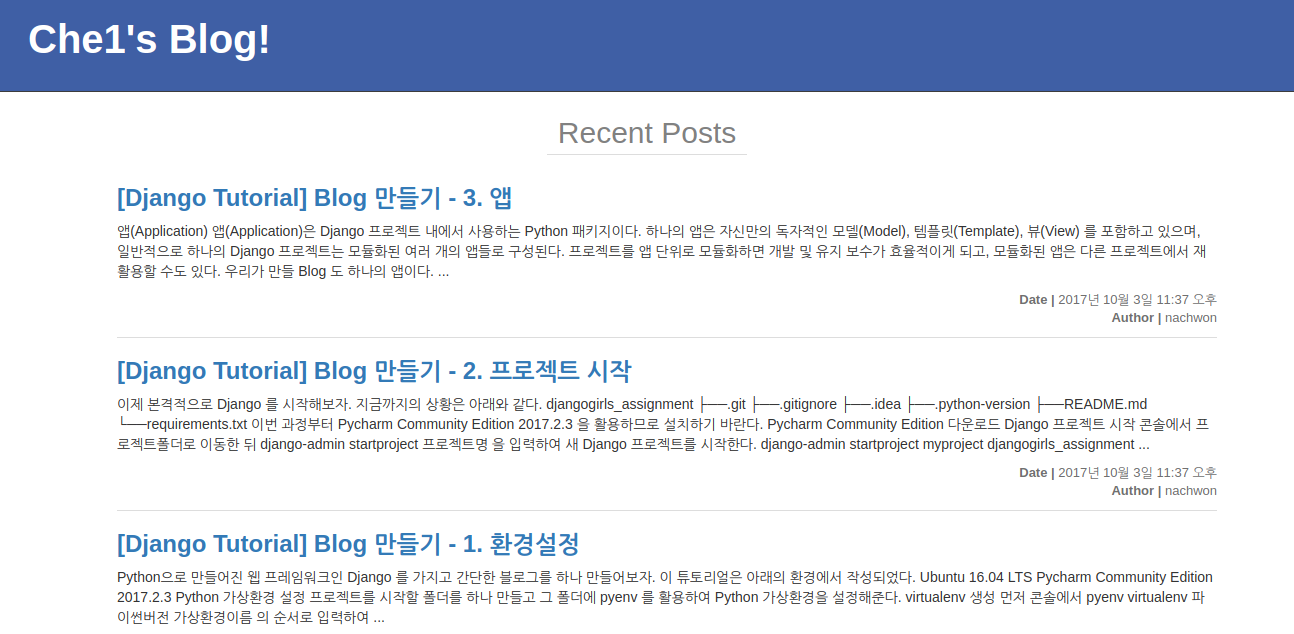 Che1's Blog!
Recent Posts
[Django Tutorial] Blog 만들기 - 3. 앱
앱(Application) 앱(Application)은 Django 프로젝트 내에서 사용하는 Python 패키지이다. 하나의 앱은 자신만의 독자적인 모델(Model), 템플릿(Template), 뷰(View) 를 포함하고 있으며,
일반적으로 하나의 Django 프로젝트는 모듈화된 여러 개의 앱들로 구성된다. 프로젝트를 앱 단위로 모듈화하면 개발 및 유지 보수가 효율적이게 되고, 모듈화된 앱은 다른 프로젝트에서 재
활용할 수도 있다. 우리가 만들 Blog 도 하나의 앱이다. ...
Date | 2017년 10월 3일 11:37 오후
Author | nachwon
[Django Tutorial] Blog 만들기 - 2. 프로젝트 시작
이제 본격적으로 Django 를 시작해보자. 지금까지의 상황은 아래와 같다. djangogirls_assignment ├──.git ├──.gitignore ├──.idea ├──.python-version ├──README.md
└──requirements.txt 이번 과정부터 Pycharm Community Edition 2017.2.3 을 활용하므로 설치하기 바란다. Pycharm Community Edition 다운로드 Django 프로젝트 시작 콘솔에서 프
로젝트폴더로 이동한 뒤 django-admin startproject 프로젝트명 을 입력하여 새 Django 프로젝트를 시작한다. django-admin startproject myproject djangogirls_assignment ...
Date | 2017년 10월 3일 11:37 오후
Author | nachwon
[Django Tutorial] Blog 만들기 - 1. 환경설정
Python으로 만들어진 웹 프레임워크인 Django 를 가지고 간단한 블로그를 하나 만들어보자. 이 튜토리얼은 아래의 환경에서 작성되었다. Ubuntu 16.04 LTS Pycharm Community Edition
2017.2.3 Python 가상환경 설정 프로젝트를 시작할 폴더를 하나 만들고 그 폴더에 pyenv 를 활용하여 Python 가상환경을 설정해준다. virtualenv 생성 먼저 콘솔에서 pyenv virtualenv 파
이썬버전 가상환경이름 의 순서로 입력하여 ...